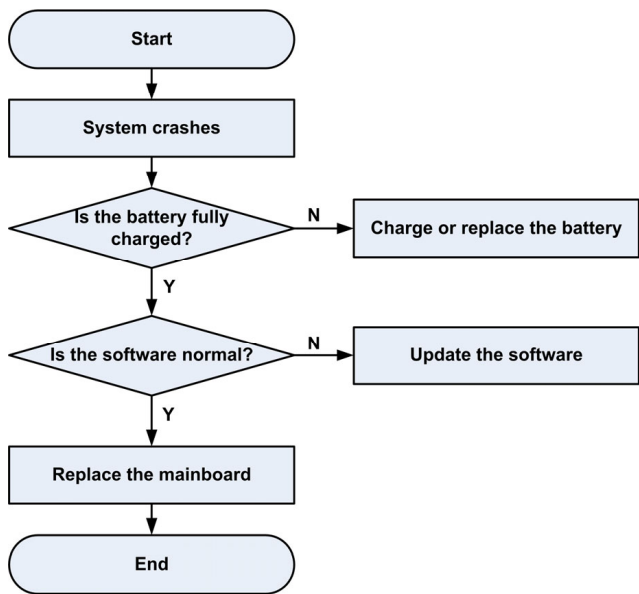 Start
System crashes
Is the battery fully
charged?
N
Charge or replace the battery
Y
Is the software normal?
N
Update the software
Y
Replace the mainboard
End